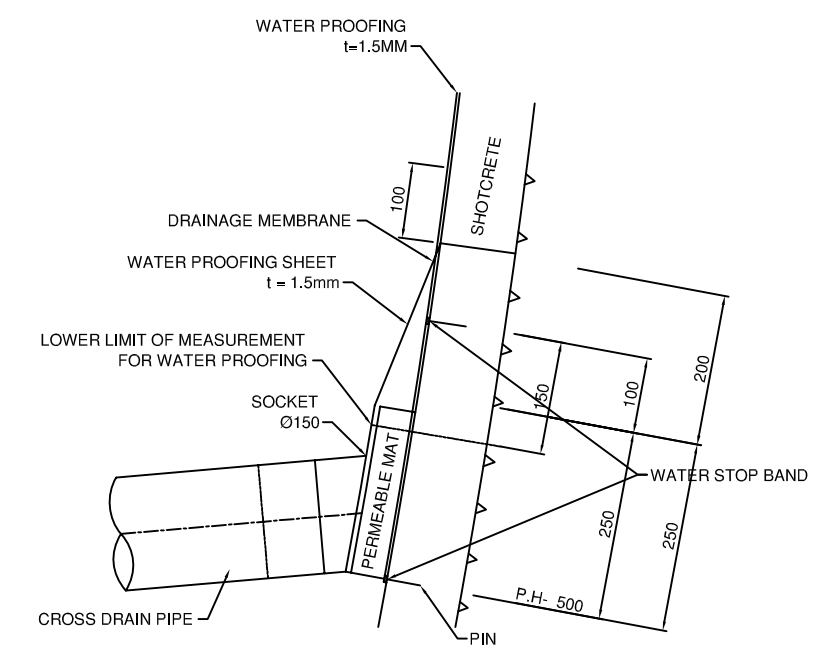 WATER PROOFING
t=1.5MM
SHOTCRETE
100
DRAINAGE MEMBRANE
WATER PROOFING SHEET
t = 1.5mm
LOWER LIMIT OF MEASUREMENT
FOR WATER PROOFING
SOCKET
Ø150
150
100
200
PERMEABLE MAT
WATER STOP BAND
250
250
P.H- 500
CROSS DRAIN PIPE
PIN